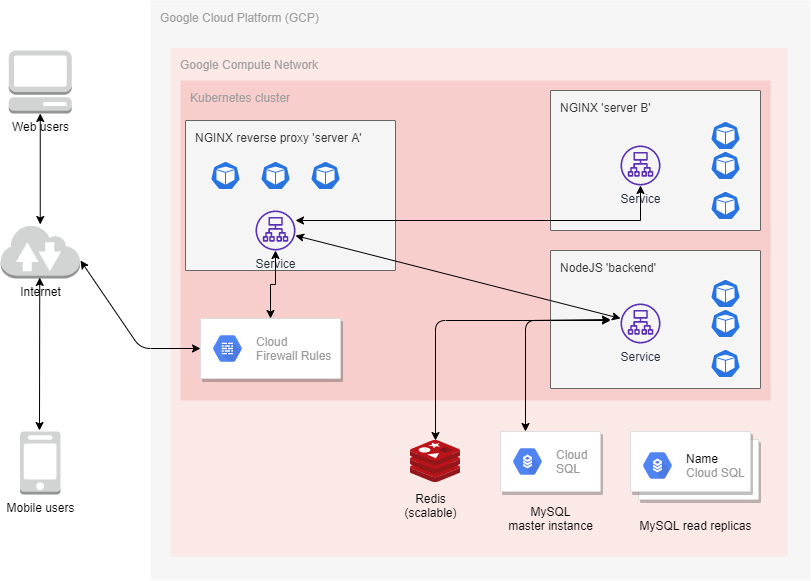 Google Cloud Platform (GCP)
Google Compute Network
Kubernetes cluster
Web users
NGINX reverse proxy 'server A'
Service
NGINX 'server B'
Service
Internet
NodeJS 'backend'
Service
Cloud
Firewall Rules
Mobile users
Redis
(scalable)
Cloud
SQL
MySQL
master instance
Name
Cloud SQL
MySQL read replicas